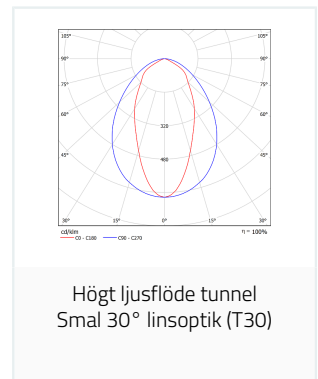 105° 105°
90° 90°
75° 75°
60° 60°
320
45° 45°
480
30° 15° 0° 15° 30°
cd/klm η = 100%
C0 - C180 C90 - C270
Högt ljusflöde tunnel
Smal 30° linsoptik (T30)